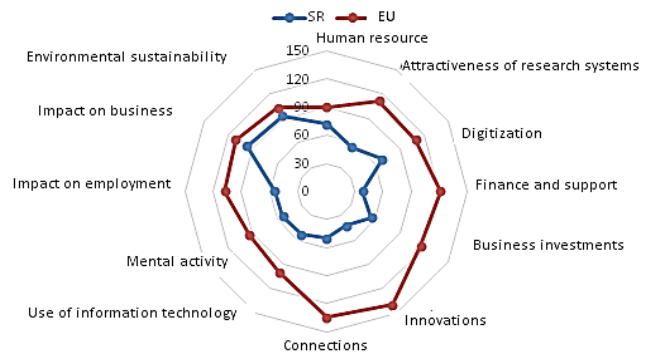 SR EU
Human resource
150
Environmental sustainability
Attractiveness of research systems
120
90
Impact on business
Digitization
60
30
Impact on employment
0
Finance and support
Business investments
Mental activity
Use of information technology
Innovations
Connections